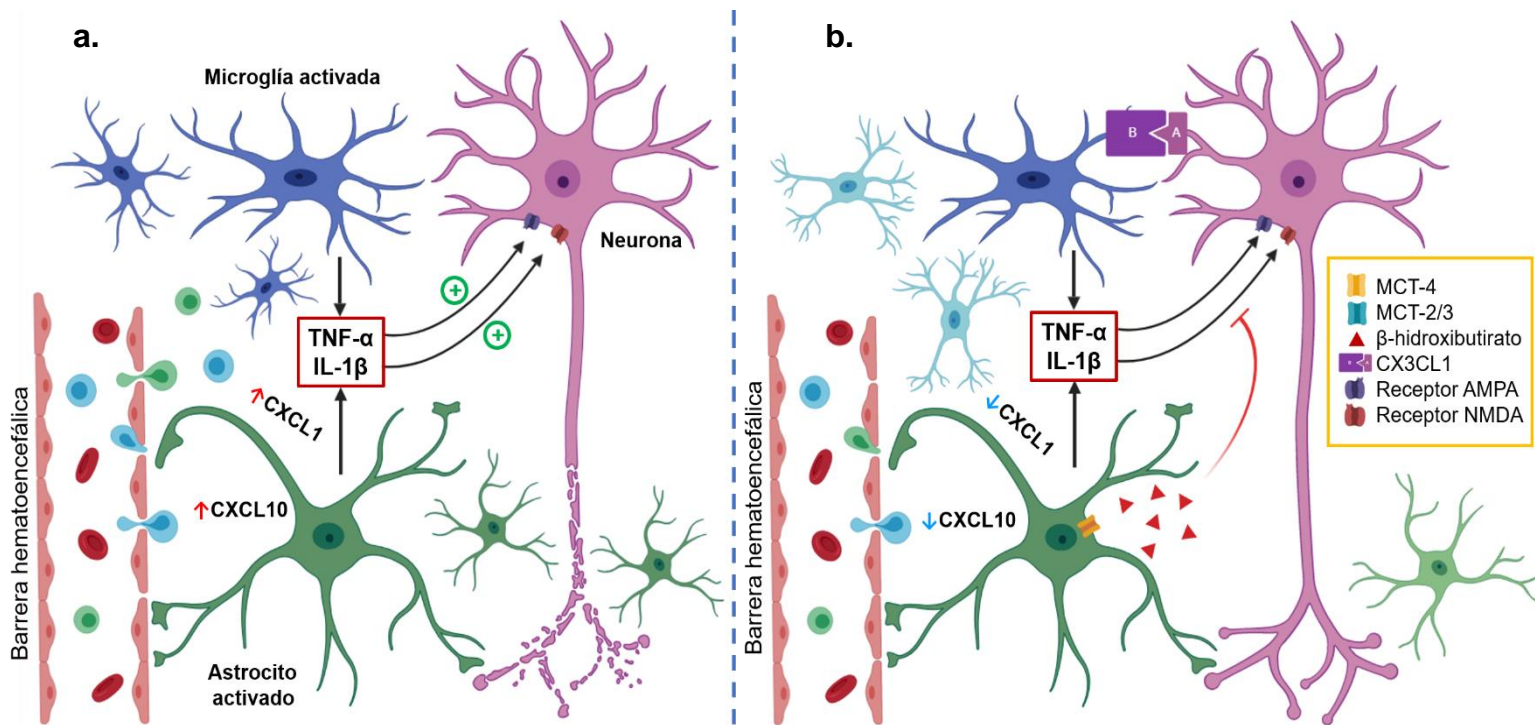 a.
Microglía activada
Neurona
TNF-α
IL-1β
↑CXCL1
↑CXCL10
Astrocito
activado
Barrera hematoencefálica
+
+
b.
B
A
TNF-α
IL-1β
↓CXCL1
↓CXCL10
Barrera hematoencefálica
MCT-4
MCT-2/3
β-hidroxibutirato
B
A
CX3CL1
Receptor AMPA
Receptor NMDA